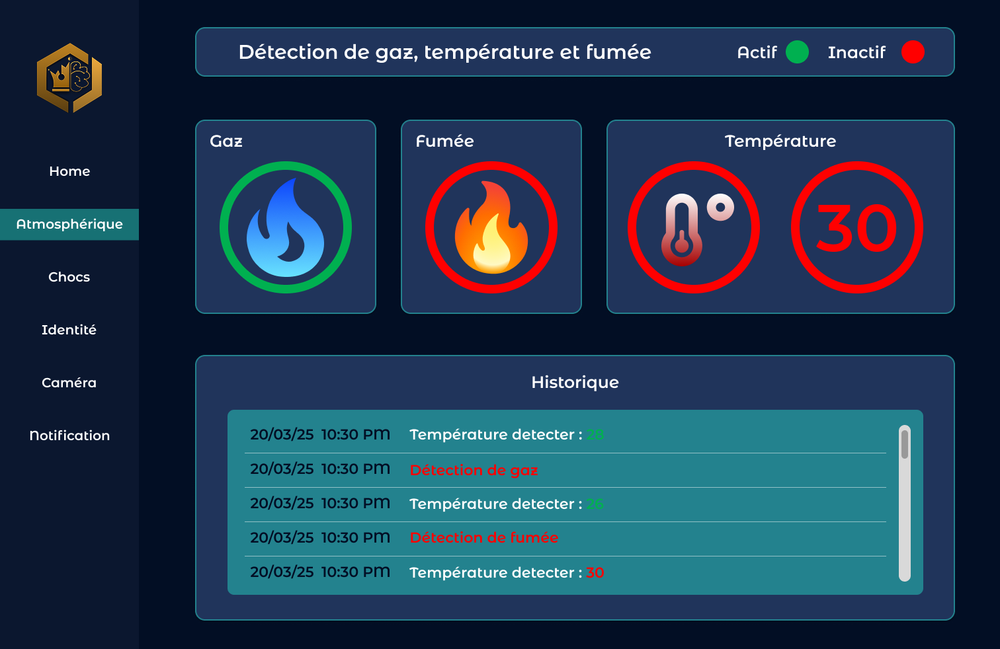 Home
Atmosphérique
Chocs
Identité
Caméra
Notification
Détection de gaz, température et fumée Actif Inactif
Gaz
Fumée
Température
30
Historique
20/03/25 10:30 PM Température detecter : 28
20/03/25 10:30 PM Détection de gaz
20/03/25 10:30 PM Température detecter : 26
20/03/25 10:30 PM Détection de fumée
20/03/25 10:30 PM Température detecter : 30